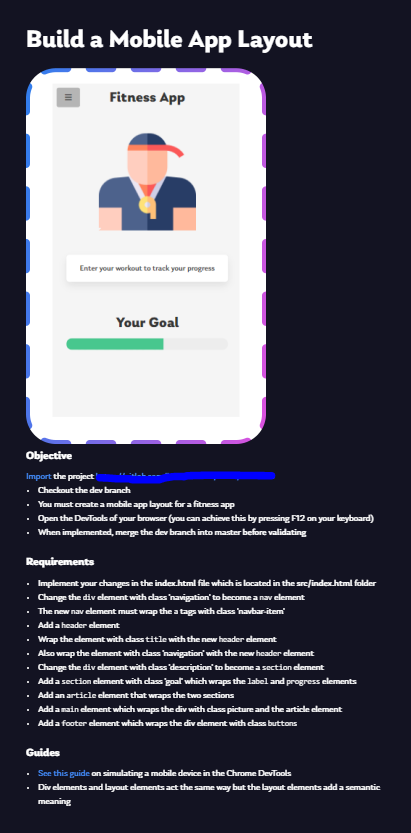 Build a Mobile App Layout
Fitness App
Enter your workout to track your progress
Your Goal
Objective
Import the project
Checkout the dev branch
You must create a mobile app layout for a fitness app
Open the DevTools of your browser (you can achieve this by pressing F12 on your keyboard)
When implemented, merge the dev branch into master before validating
Requirements
Implement your changes in the index.html file which is located in the src/index.html folder
Change the div element with class 'navigation' to become a nav element
The new nav element must wrap the a tags with class 'navbar-item'
Add a header element
Wrap the element with class title with the new header element
Also wrap the element with class 'navigation' with the new header element
Change the div element with class 'description' to become a section element
Add a section element with class 'goal' which wraps the label and progress elements
Add an article element that wraps the two sections
Add a main element which wraps the div with class picture and the article element
Add a footer element which wraps the div element with class buttons
Guides
See this guide on simulating a mobile device in the Chrome DevTools
Div elements and layout elements act the same way but the layout elements add a semantic
meaning